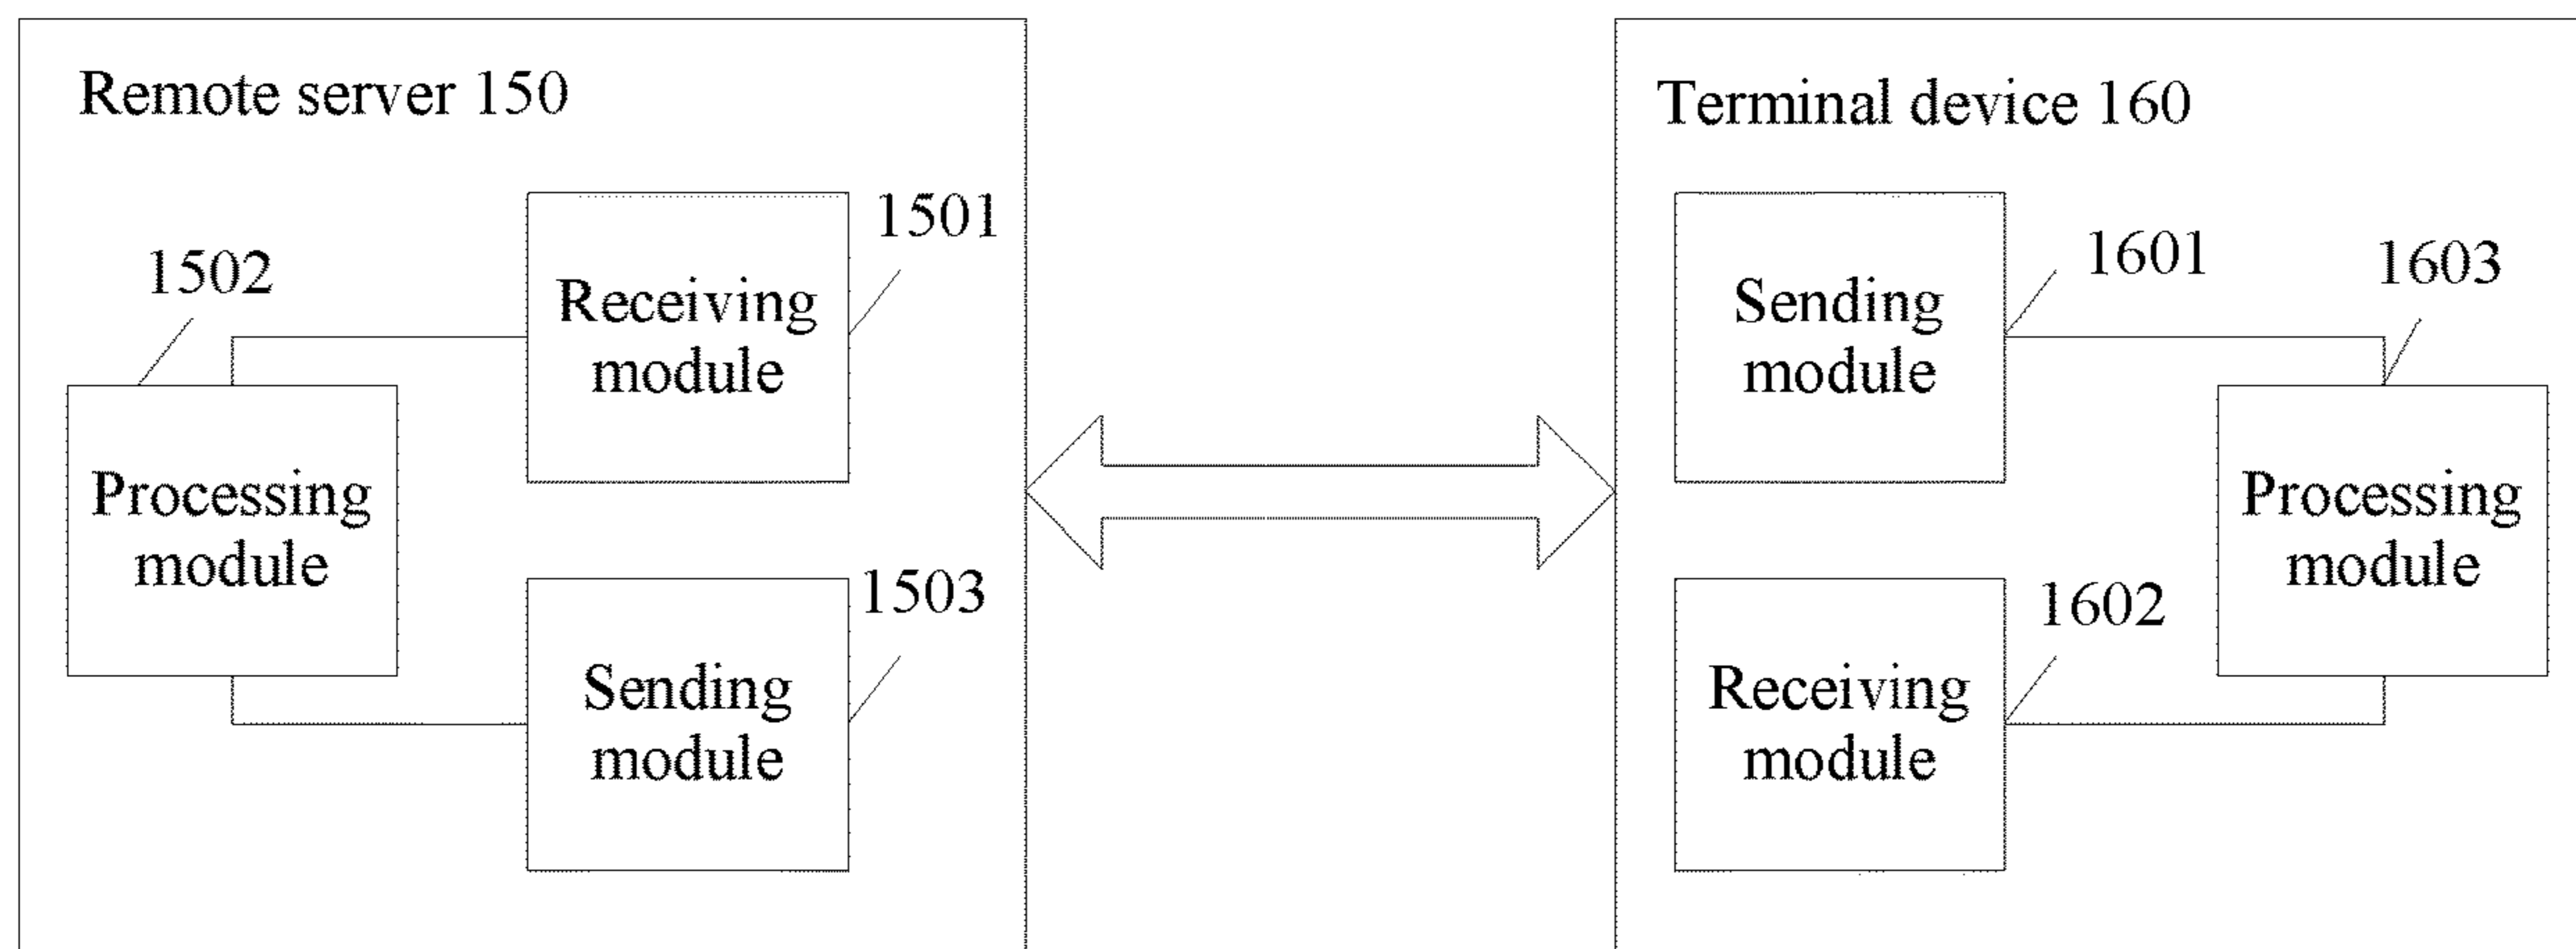 Remote server 150
1501
1502
Receiving
module
Processing
module
1503
Sending
module
Terminal device 160
1601
1603
Sending
module
Processing
module
1602
Receiving
module